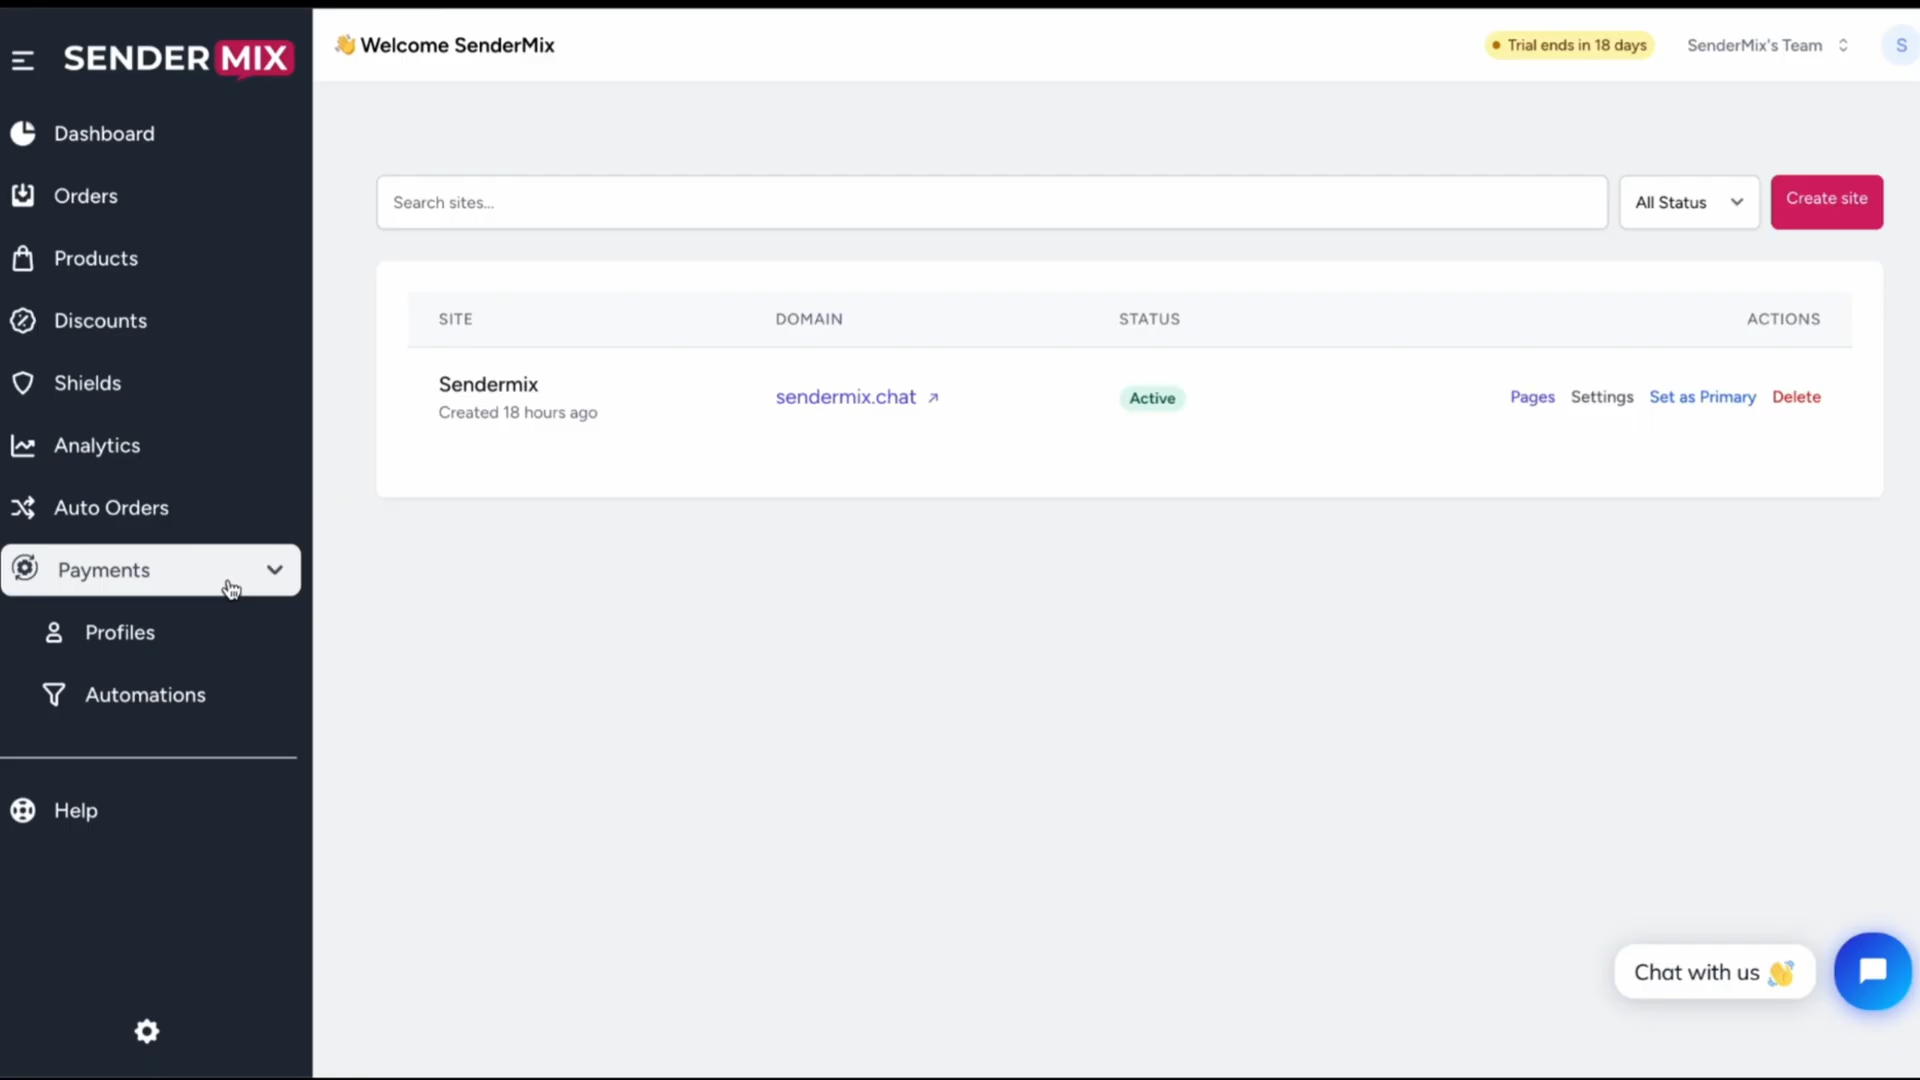 SENDERMIX
👋 Welcome SenderMix
Trial ends in 18 days
SenderMix's Team
S
Dashboard
Orders
Products
Discounts
Shields
Analytics
Auto Orders
Payments
Profiles
Automations
Help
Search sites...
All Status
Create site
SITE DOMAIN STATUS ACTIONS
Sendermix sendermix.chat ↗ Active Pages Settings Set as Primary Delete
Created 18 hours ago
Chat with us 👋